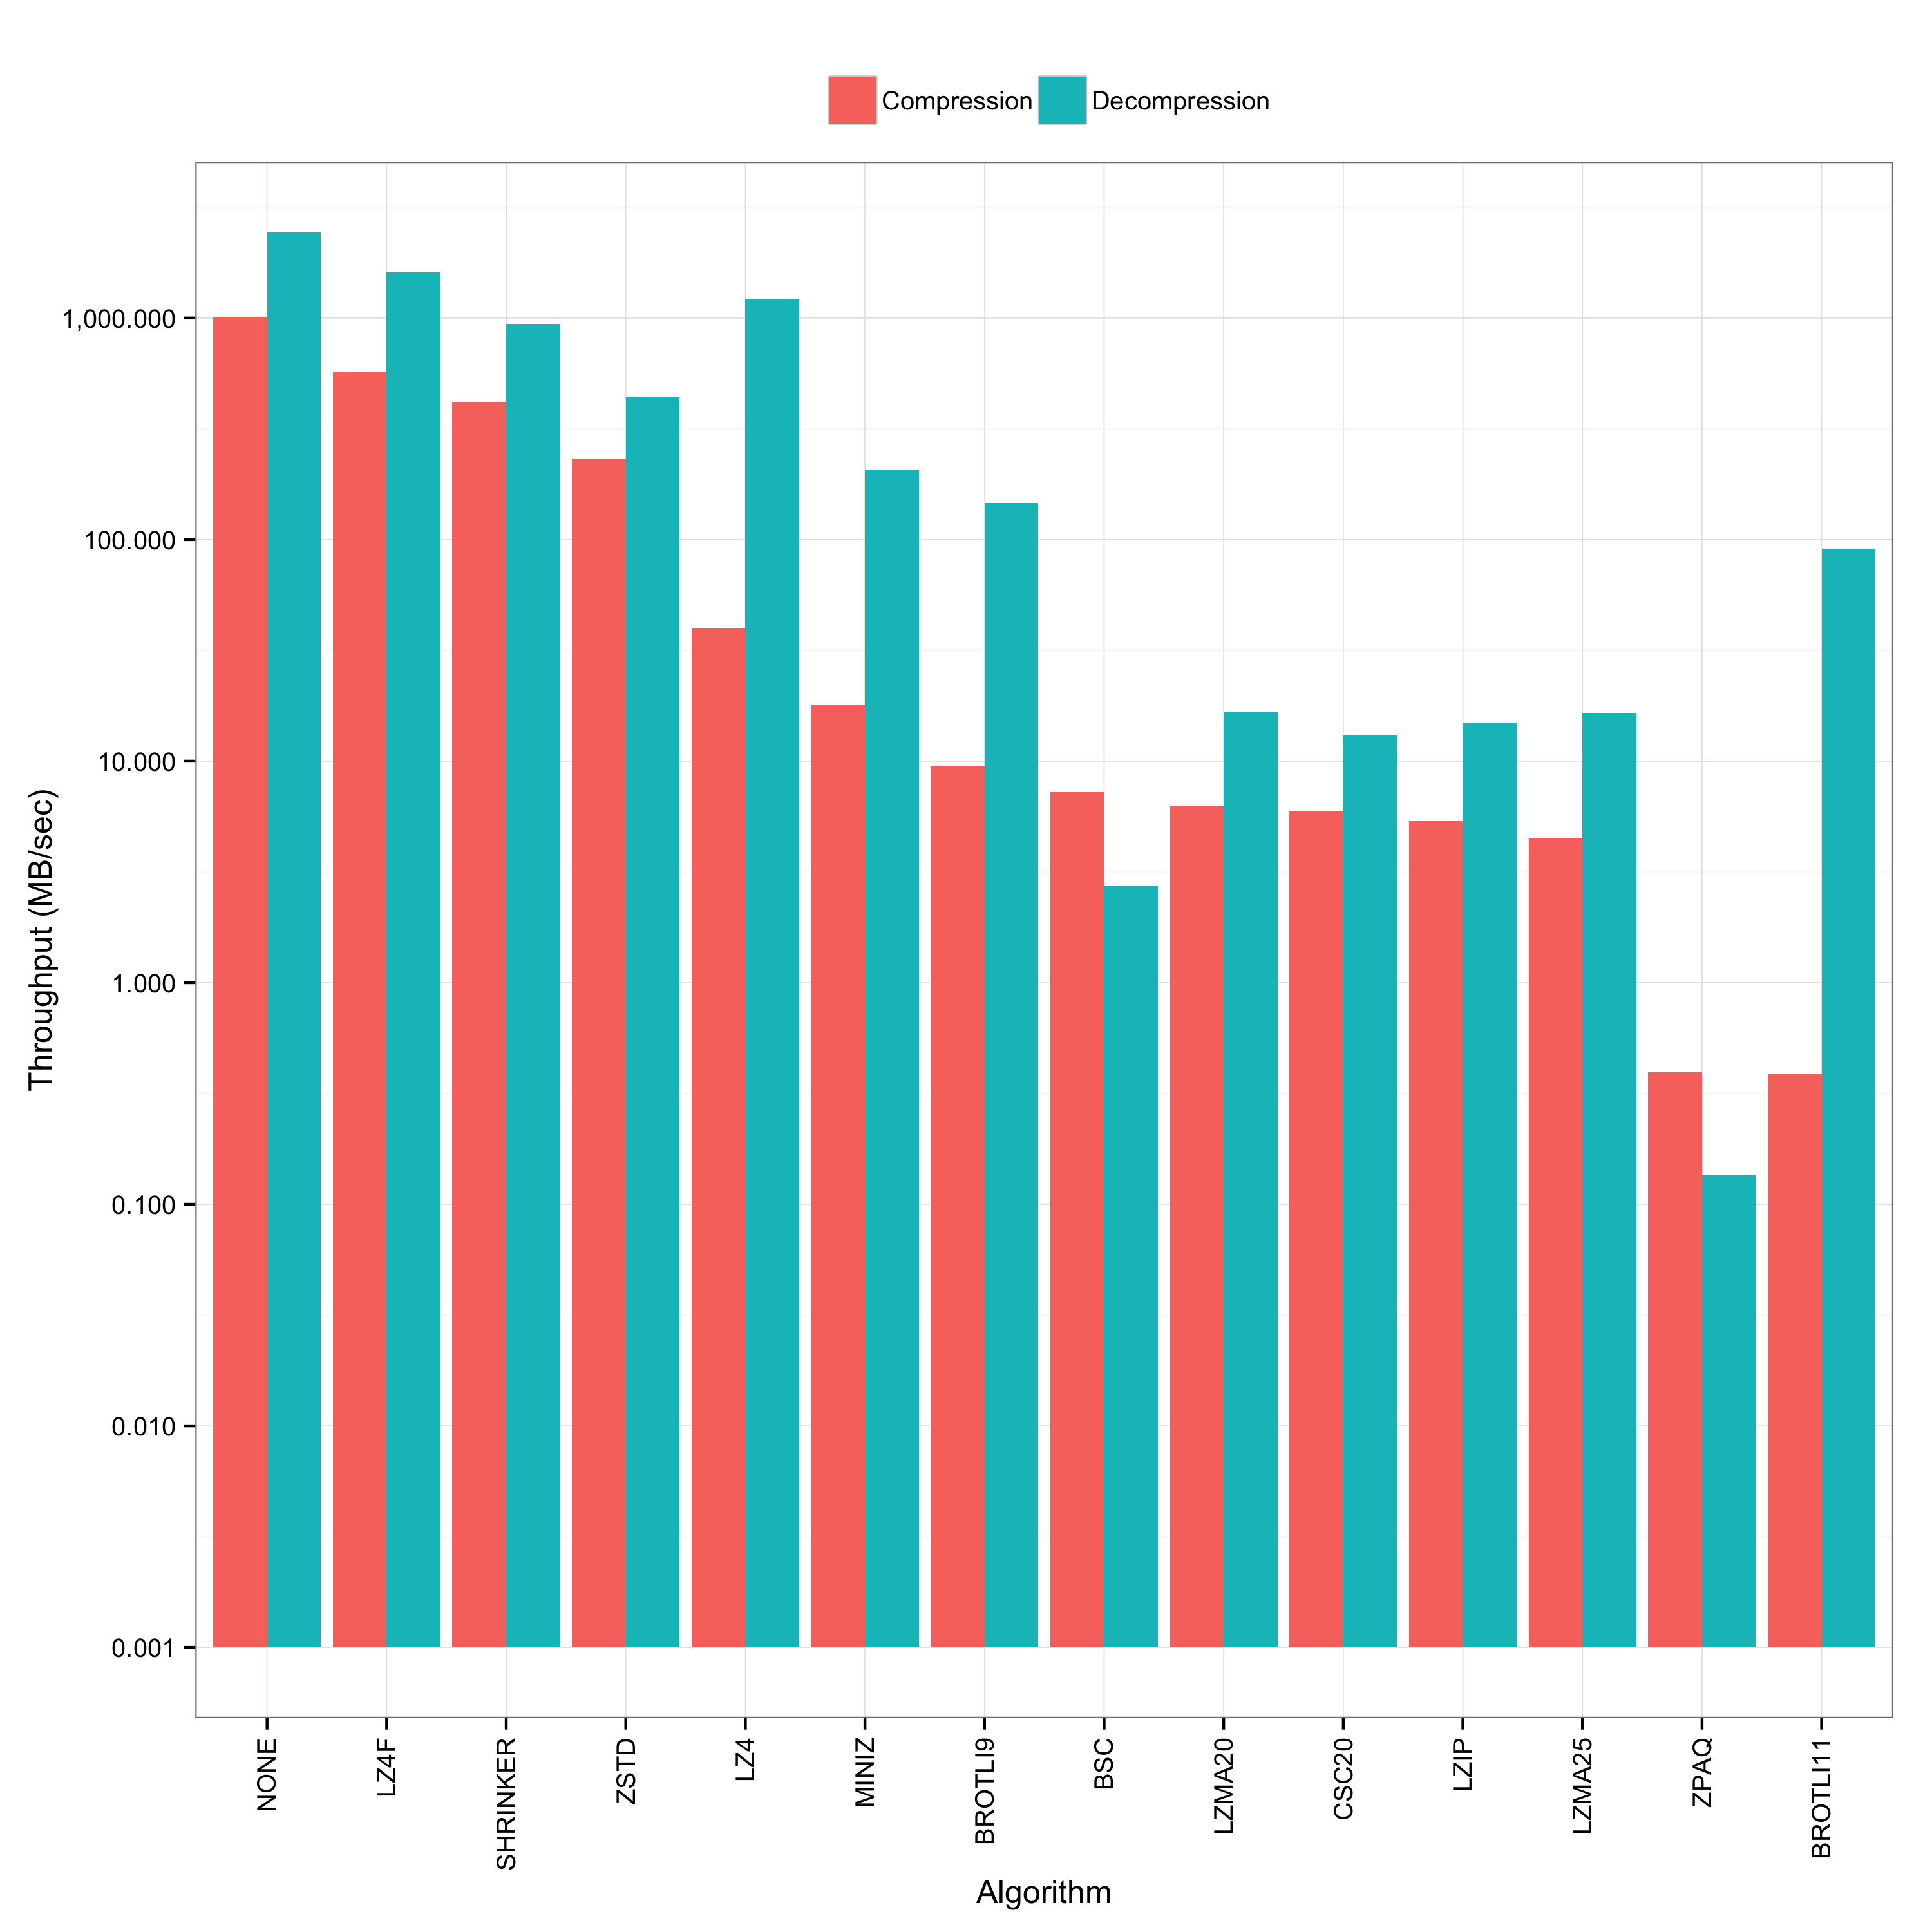 Compression Decompression
1,000.000
100.000
10.000
1.000
0.100
0.010
0.001
Throughput (MB/sec)
NONE
LZ4F
SHRINKER
ZSTD
LZ4
MINIZ
BROTLI9
BSC
LZMA20
CSC20
LZIP
LZMA25
ZPAQ
BROTLI11
Algorithm